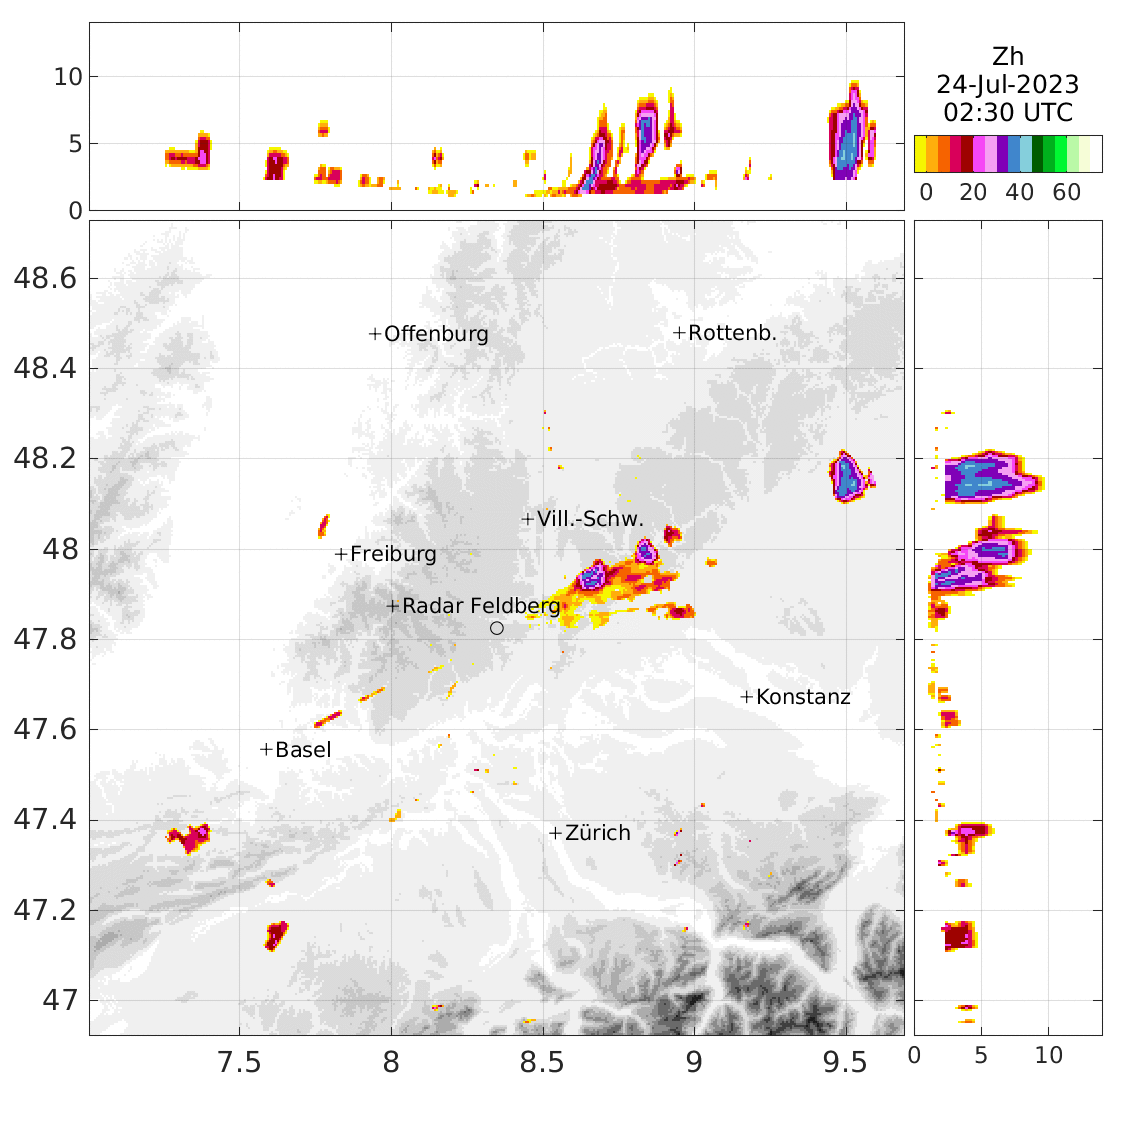 10
5
0
Zh
24-Jul-2023
02:30 UTC
0 20 40 60
48.6
48.4
48.2
48
47.8
47.6
47.4
47.2
47
+Offenburg
+Rottenb.
+Vill.-Schw.
+Freiburg
+Radar Feldberg
+Konstanz
+Basel
+Zürich
7.5 8 8.5 9 9.5
0 5 10